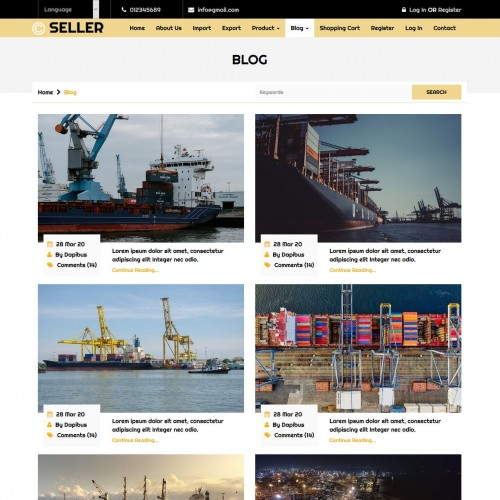 Language
012345689
info@gmail.com
Log In OR Register
© SELLER
Home About Us Import Export Product Blog Shopping Cart Register Log In Contact
BLOG
Home > Blog
Keywords
SEARCH
28 Mar 20
By Dapibus
Comments (14)
Lorem ipsum dolor sit amet, consectetur
adipiscing elit Integer nec odio.
Continue Reading...
28 Mar 20
By Dapibus
Comments (14)
Lorem ipsum dolor sit amet, consectetur
adipiscing elit Integer nec odio.
Continue Reading...
28 Mar 20
By Dapibus
Comments (14)
Lorem ipsum dolor sit amet, consectetur
adipiscing elit Integer nec odio.
Continue Reading...
28 Mar 20
By Dapibus
Comments (14)
Lorem ipsum dolor sit amet, consectetur
adipiscing elit Integer nec odio.
Continue Reading...